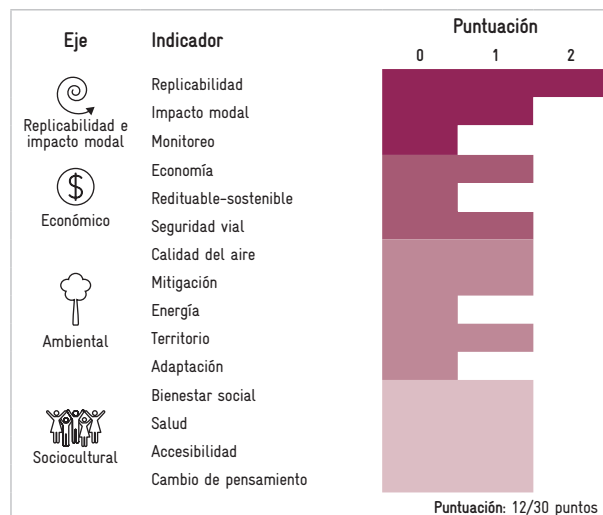 Eje
Indicador
Puntuación
0 1 2
Replicabilidad e
impacto modal
Replicabilidad
Impacto modal
Monitoreo
$
Económico
Economía
Redituable-sostenible
Seguridad vial
Ambiental
Calidad del aire
Mitigación
Energía
Territorio
Adaptación
Sociocultural
Bienestar social
Salud
Accesibilidad
Cambio de pensamiento
Puntuación: 12/30 puntos